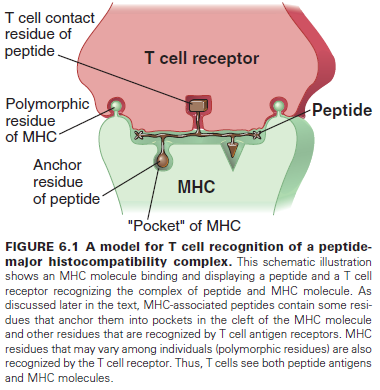 T cell contact
residue of
peptide
T cell receptor
Polymorphic
residue
of MHC
Peptide
Anchor
residue
of peptide
MHC
"Pocket" of MHC
FIGURE 6.1 A model for T cell recognition of a peptide-
major histocompatibility complex. This schematic illustration
shows an MHC molecule binding and displaying a peptide and a T cell
receptor recognizing the complex of peptide and MHC molecule. As
discussed later in the text, MHC-associated peptides contain some resi-
dues that anchor them into pockets in the cleft of the MHC molecule
and other residues that are recognized by T cell antigen receptors. MHC
residues that may vary among individuals (polymorphic residues) are also
recognized by the T cell receptor. Thus, T cells see both peptide antigens
and MHC molecules.